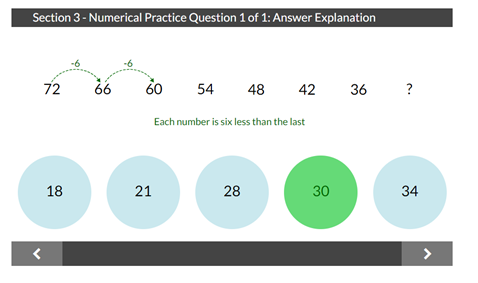 Section 3 - Numerical Practice Question 1 of 1: Answer Explanation
-6 -6
72 66 60 54 48 42 36 ?
Each number is six less than the last
18 21 28 30 34